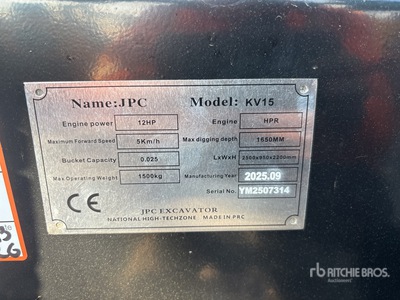 Name: JPC Model: KV15
Engine power 12HP Engine HPR
Maximum Forward Speed 5Km/h Max digging depth 1650MM
Bucket Capacity 0.025 LxWxH 2500x950x2200mm
Max Operating Weight 1500kg Manufacturing Year 2025.09
Serial No. YM2507314
CE
JPC EXCAVATOR
NATIONAL HIGH-TECHZONE MADE IN PRC
rb RITCHIE BROS.